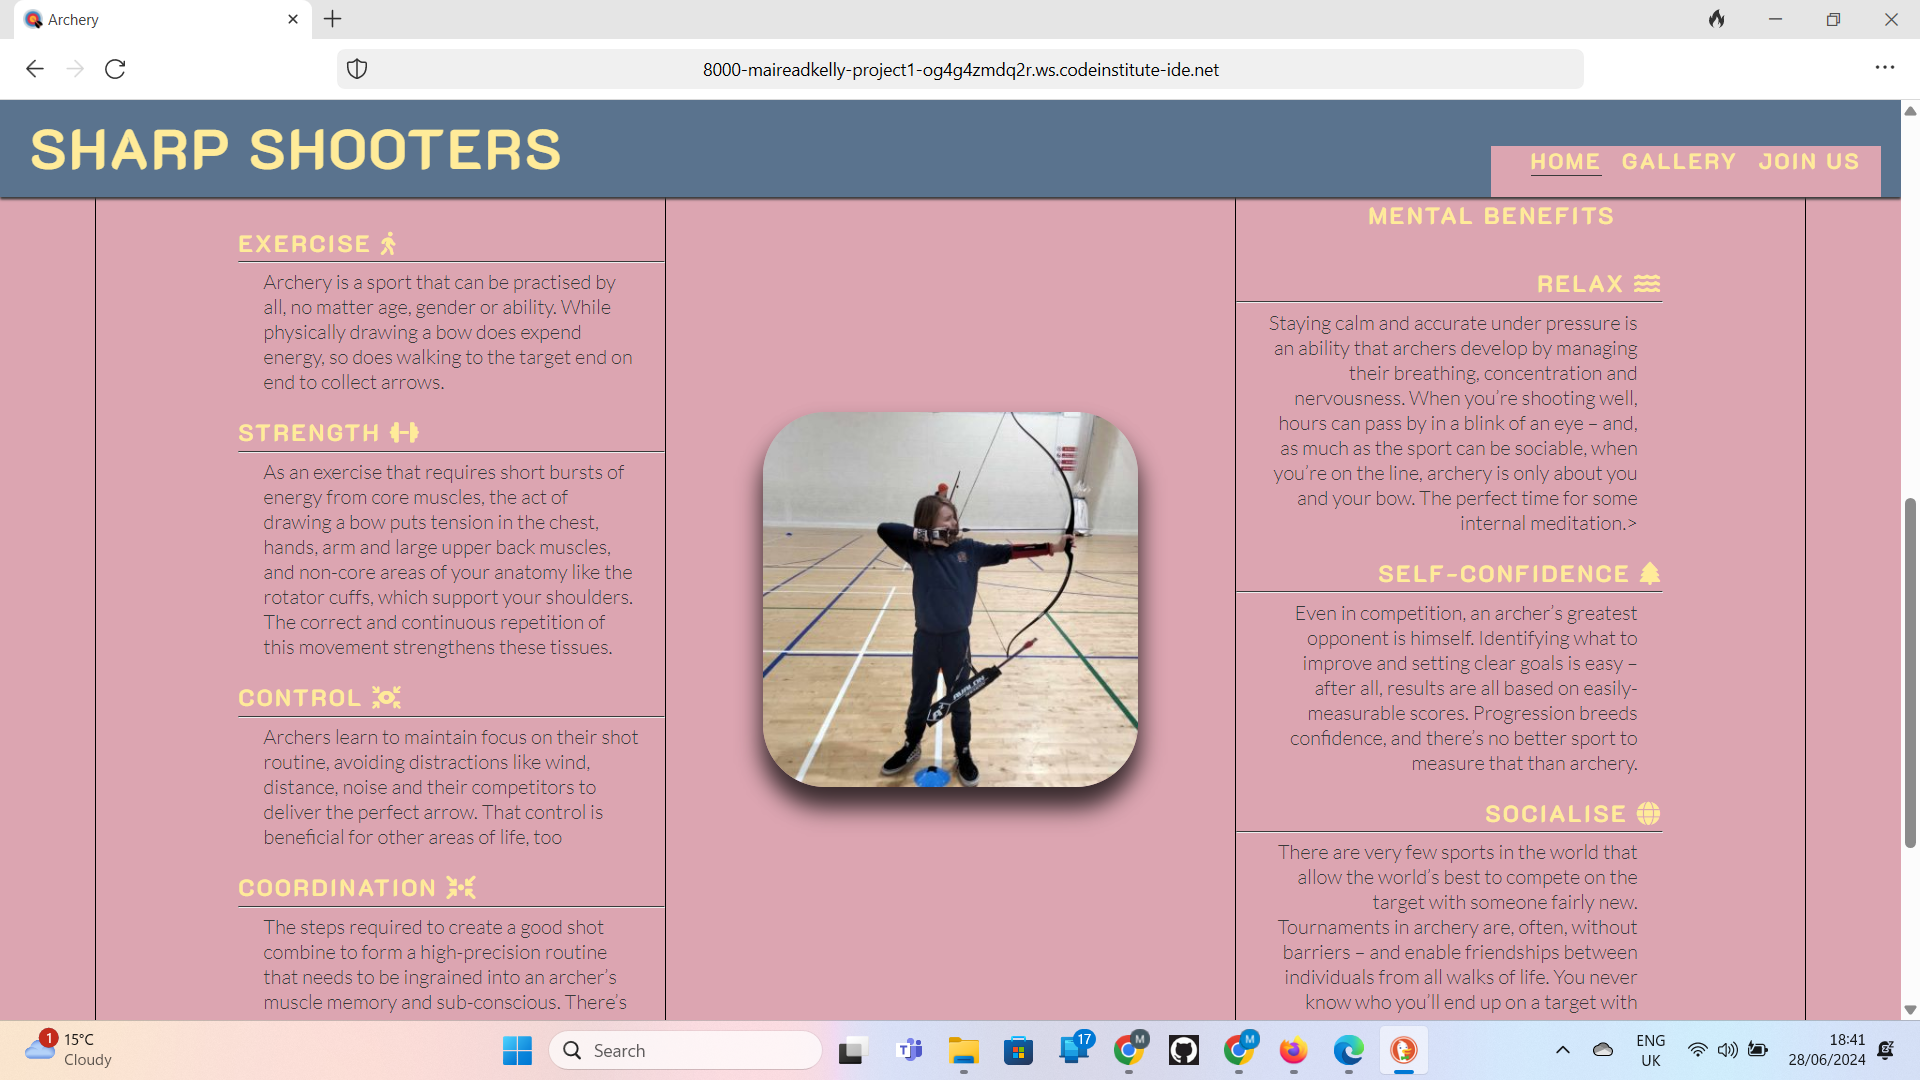 Archery
8000-maireadkelly-project1-og4g4zmdq2r.ws.codeinstitute-ide.net
SHARP SHOOTERS
HOME GALLERY JOIN US
EXERCISE
Archery is a sport that can be practised by
all, no matter age, gender or ability. While
physically drawing a bow does expend
energy, so does walking to the target end on
end to collect arrows.
STRENGTH
As an exercise that requires short bursts of
energy from core muscles, the act of
drawing a bow puts tension in the chest,
hands, arm and large upper back muscles,
and non-core areas of your anatomy like the
rotator cuffs, which support your shoulders.
The correct and continuous repetition of
this movement strengthens these tissues.
CONTROL
Archers learn to maintain focus on their shot
routine, avoiding distractions like wind,
distance, noise and their competitors to
deliver the perfect arrow. That control is
beneficial for other areas of life, too
COORDINATION
The steps required to create a good shot
combine to form a high-precision routine
that needs to be ingrained into an archer's
muscle memory and sub-conscious. There's
AVALON
MENTAL BENEFITS
RELAX
Staying calm and accurate under pressure is
an ability that archers develop by managing
their breathing, concentration and
nervousness. When you're shooting well,
hours can pass by in a blink of an eye – and,
as much as the sport can be sociable, when
you're on the line, archery is only about you
and your bow. The perfect time for some
internal meditation.>
SELF-CONFIDENCE
Even in competition, an archer's greatest
opponent is himself. Identifying what to
improve and setting clear goals is easy –
after all, results are all based on easily-
measurable scores. Progression breeds
confidence, and there's no better sport to
measure that than archery.
SOCIALISE
There are very few sports in the world that
allow the world's best to compete on the
target with someone fairly new.
Tournaments in archery are, often, without
barriers – and enable friendships between
individuals from all walks of life. You never
know who you'll end up on a target with
1
15°C
Cloudy
Search
17
M
M
ENG
UK
18:41
28/06/2024